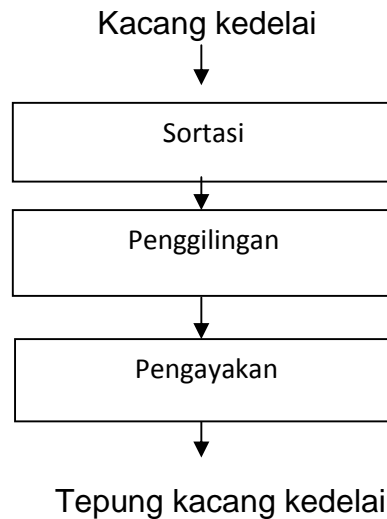 Kacang kedelai
Sortasi
Penggilingan
Pengayakan
Tepung kacang kedelai